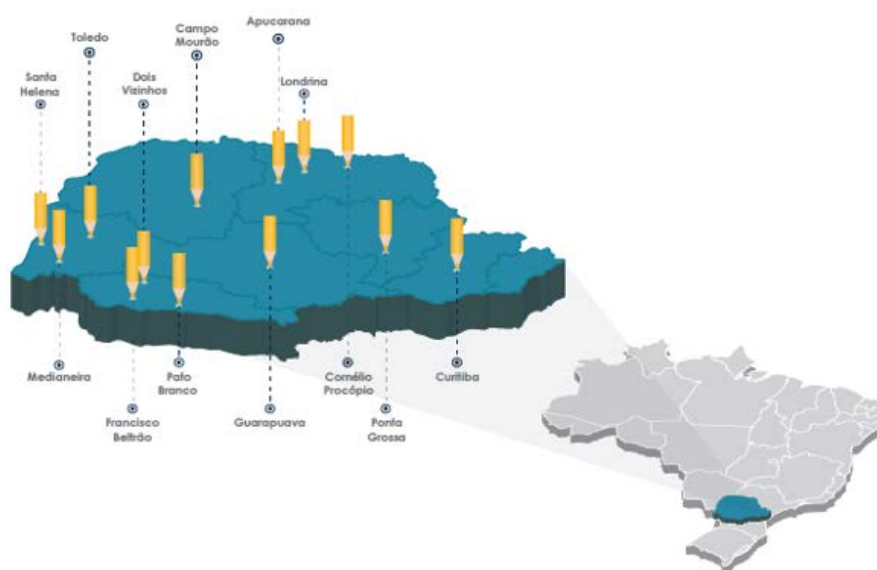 Apucarana
Campo
Mourão
Toledo
Santa
Helena
Dois
Vizinhos
Londrina
Medianeira
Pato
Branco
Cornélio
Procópio
Curitiba
Francisco
Beltrão
Guarapuava
Ponta
Grossa